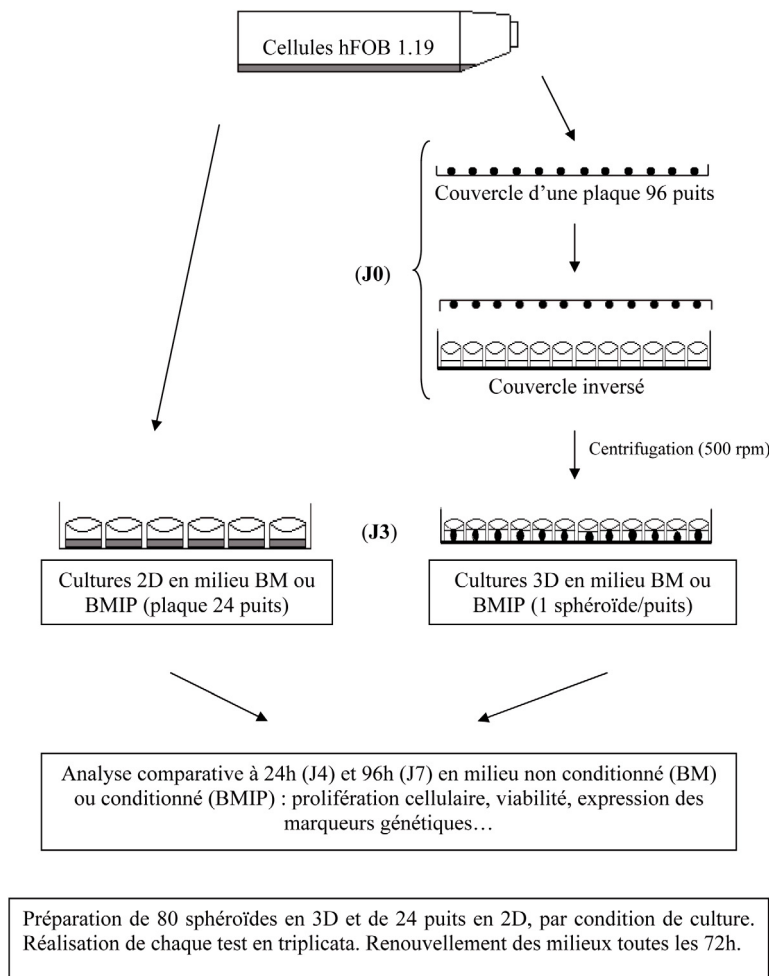 Cellules hFOB 1.19
Couvercle d'une plaque 96 puits
(J0)
Couvercle inversé
Centrifugation (500 rpm)
(J3)
Cultures 2D en milieu BM ou
BMIP (plaque 24 puits)
Cultures 3D en milieu BM ou
BMIP (1 sphéroïde/puits)
Analyse comparative à 24h (J4) et 96h (J7) en milieu non conditionné (BM)
ou conditionné (BMIP) : prolifération cellulaire, viabilité, expression des
marqueurs génétiques…
Préparation de 80 sphéroïdes en 3D et de 24 puits en 2D, par condition de culture.
Réalisation de chaque test en triplicata. Renouvellement des milieux toutes les 72h.